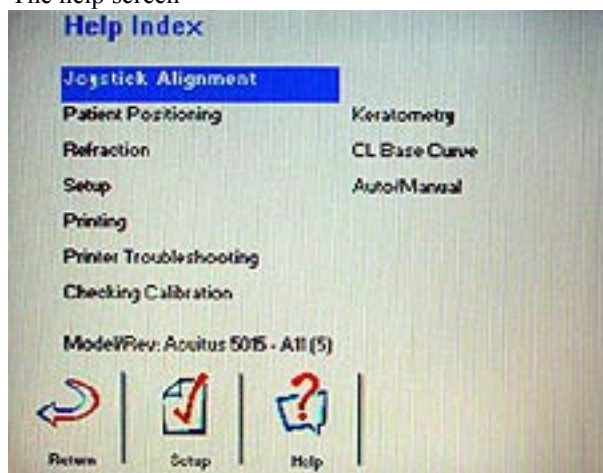 The help screen
Help Index
Joystick Alignment
Patient Positioning
Keratometry
Refraction
CL Base Curve
Setup
Auto/Manual
Printing
Printer Troubleshooting
Checking Calibration
Model/Rev: Acuitus 5015 - A11 (5)
Return
Setup
Help